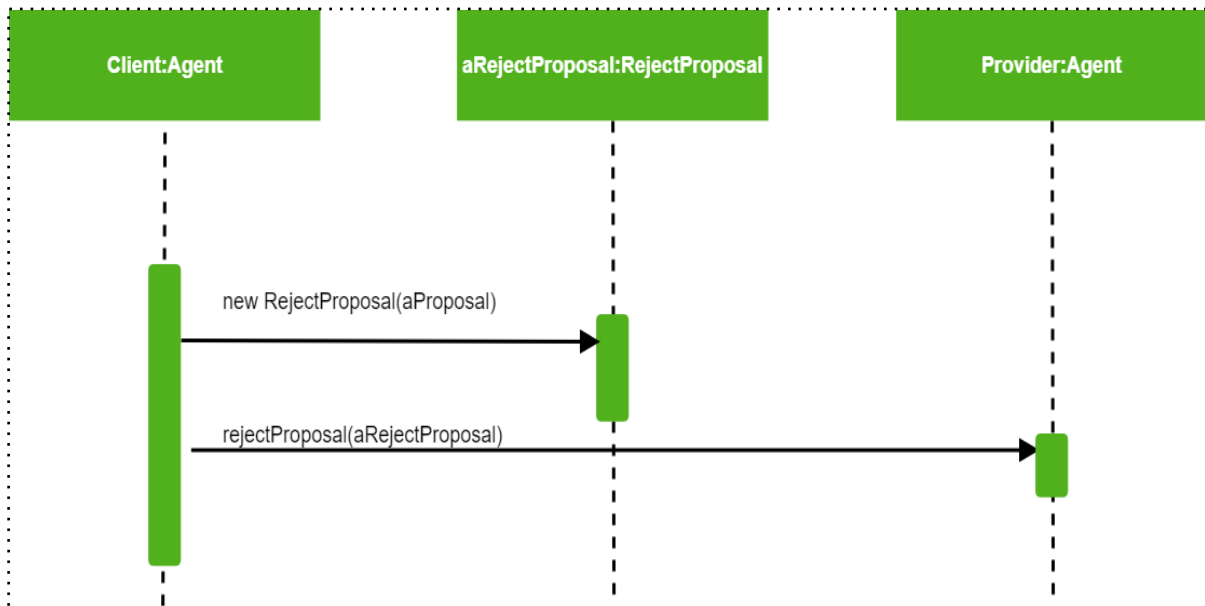 Client:Agent
aRejectProposal:RejectProposal
Provider:Agent
new RejectProposal(aProposal)
rejectProposal(aRejectProposal)